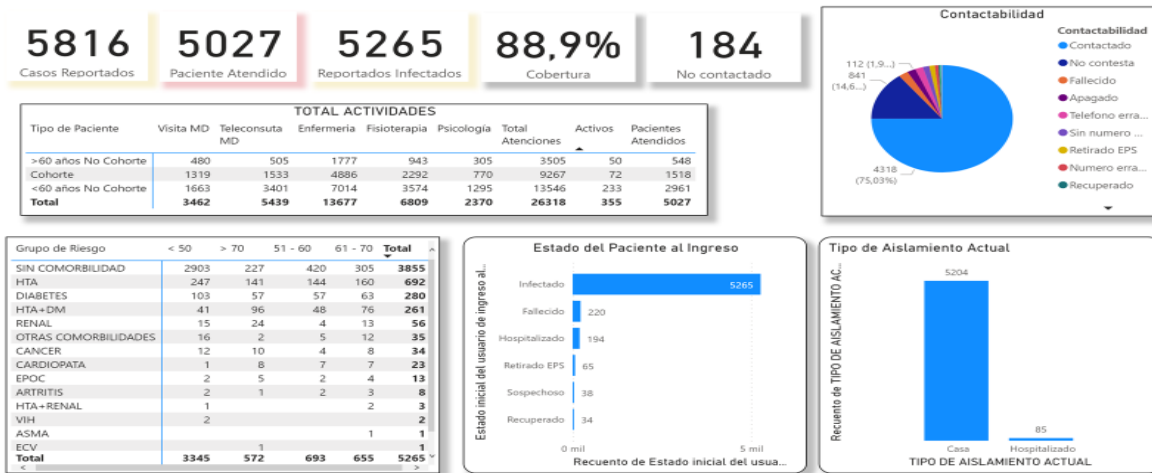 5816
Casos Reportados
5027
Paciente Atendido
5265
Reportados Infectados
88,9%
Cobertura
184
No contactado
Contactabilidad
Contactabilidad
Contactado
No contesta
Fallecido
Apagado
Telefono erra...
Sin numero ...
Retirado EPS
Numero erra...
Recuperado
112 (1,9...)
841
(14,6...)
4318
(75,03%)
TOTAL ACTIVIDADES
Tipo de Paciente Visita MD Teleconsuta MD Enfermeria Fisioterapia Psicología Total Atenciones Activos Pacientes Atendidos
>60 años No Cohorte 480 505 1777 943 305 3505 50 548
Cohorte 1319 1533 4886 2292 770 9267 72 1518
<60 años No Cohorte 1663 3401 7014 3574 1295 13546 233 2961
Total 3462 5439 13677 6809 2370 26318 355 5027
Grupo de Riesgo < 50 > 70 51 - 60 61 - 70 Total
SIN COMORBILIDAD 2903 227 420 305 3855
HTA 247 141 144 160 692
DIABETES 103 57 57 63 280
HTA+DM 41 96 48 76 261
RENAL 15 24 4 13 56
OTRAS COMORBILIDADES 16 2 5 12 35
CANCER 12 10 4 8 34
CARDIOPATA 1 8 7 7 23
EPOC 2 5 2 4 13
ARTRITIS 2 1 2 3 8
HTA+RENAL 1 2 3
VIH 2 2
ASMA 1 1
ECV 1 1
Total 3345 572 693 655 5265
Estado del Paciente al Ingreso
Estado inicial del usuario de ingreso al...
Infectado 5265
Fallecido 220
Hospitalizado 194
Retirado EPS 65
Sospechoso 38
Recuperado 34
0 mil 5 mil
Recuento de Estado inicial del usua...
Tipo de Aislamiento Actual
Recuento de TIPO DE AISLAMIENTO AC...
5204
85
Casa Hospitalizado
TIPO DE AISLAMIENTO ACTUAL